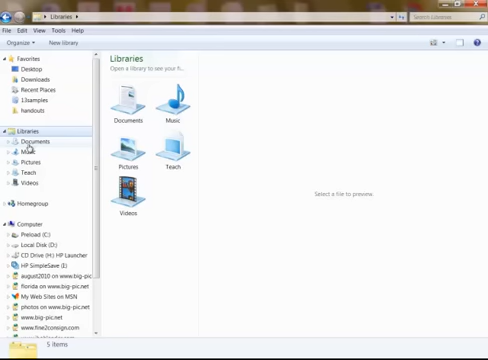 Libraries
Search Libraries
File Edit View Tools Help
Organize New library
Favorites
Desktop
Downloads
Recent Places
13samples
handouts
Libraries
Documents
Music
Pictures
Teach
Videos
Homegroup
Computer
Preload (C:)
Local Disk (D:)
CD Drive (H:) HP Launcher
HP SimpleSave (I:)
august2010 on www.big-pic
florida on www.big-pic.net
My Web Sites on MSN
photos on www.big-pic.net
www.big-pic.net
www.fine2consign.com
Libraries
Open a library to see your f
Documents
Music
Pictures
Teach
Videos
Select a file to preview.
5 items